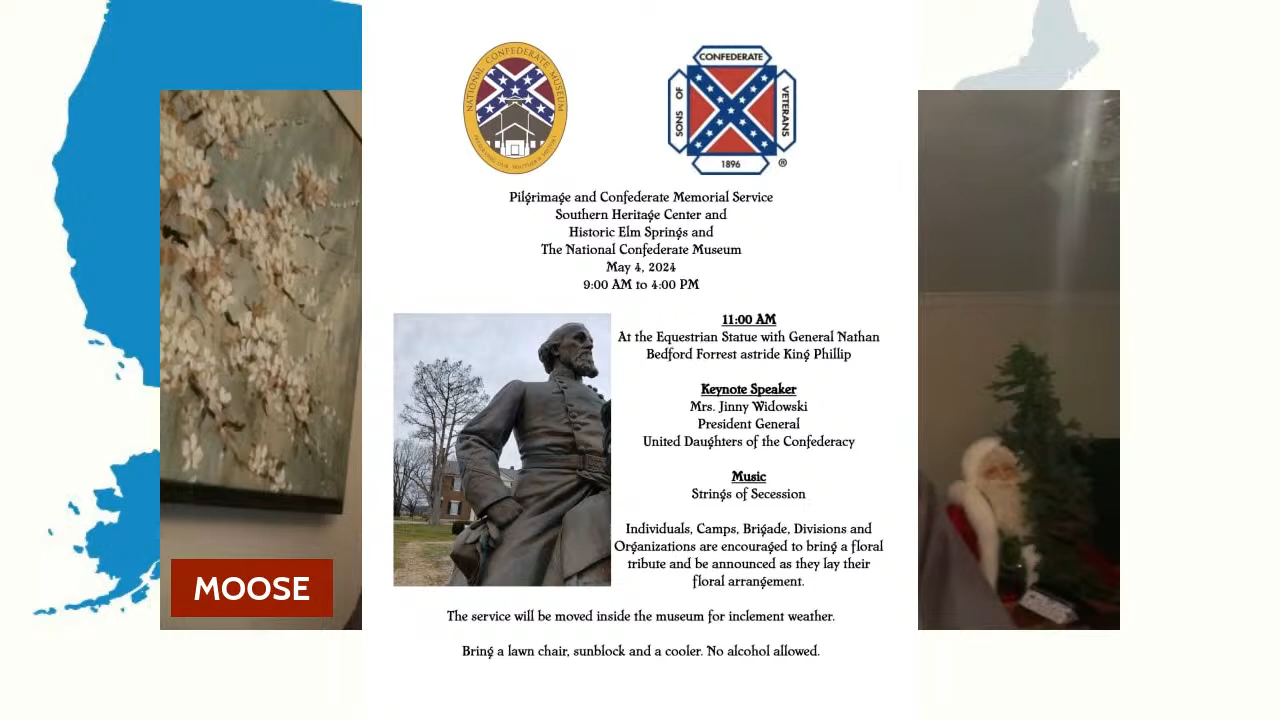 NATIONAL CONFEDERATE MUSEUM
CONFEDERATE
SONS OF
VETERANS
1896
®
Pilgrimage and Confederate Memorial Service
Southern Heritage Center and
Historic Elm Springs and
The National Confederate Museum
May 4, 2024
9:00 AM to 4:00 PM
11:00 AM
At the Equestrian Statue with General Nathan
Bedford Forrest astride King Phillip
Keynote Speaker
Mrs. Jinny Widowski
President General
United Daughters of the Confederacy
Music
Strings of Secession
Individuals, Camps, Brigade, Divisions and
Organizations are encouraged to bring a floral
tribute and be announced as they lay their
floral arrangement.
The service will be moved inside the museum for inclement weather.
Bring a lawn chair, sunblock and a cooler. No alcohol allowed.
MOOSE